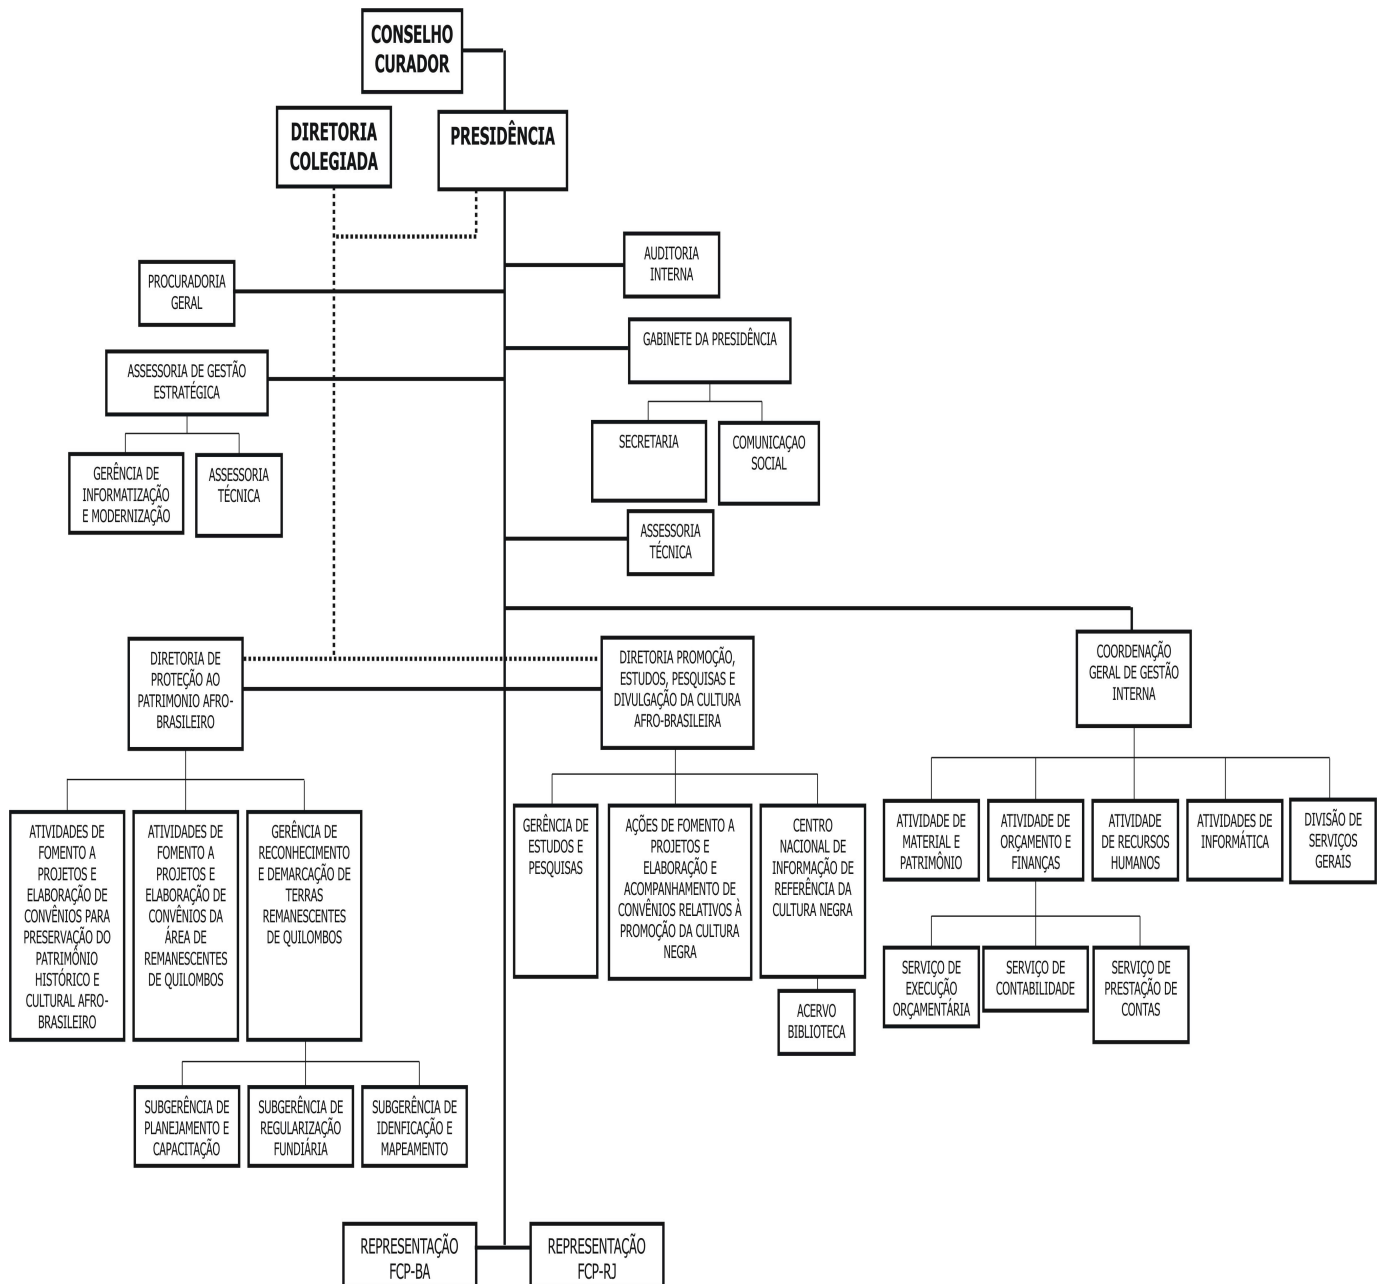 CONSELHO
CURADOR
DIRETORIA
COLEGIADA
PRESIDÊNCIA
AUDITORIA
INTERNA
PROCURADORIA
GERAL
GABINETE DA PRESIDÊNCIA
ASSESSORIA DE GESTÃO
ESTRATÉGICA
SECRETARIA
COMUNICAÇAO
SOCIAL
GERÊNCIA DE
INFORMATIZAÇÃO
E MODERNIZAÇÃO
ASSESSORIA
TÉCNICA
ASSESSORIA
TÉCNICA
DIRETORIA DE
PROTEÇÃO AO
PATRIMONIO AFRO-
BRASILEIRO
DIRETORIA PROMOÇÃO,
ESTUDOS, PESQUISAS E
DIVULGAÇÃO DA CULTURA
AFRO-BRASILEIRA
COORDENAÇÃO
GERAL DE GESTÃO
INTERNA
ATIVIDADES DE
FOMENTO A
PROJETOS E
ELABORAÇÃO DE
CONVÊNIOS PARA
PRESERVAÇÃO DO
PATRIMÔNIO
HISTÓRICO E
CULTURAL AFRO-
BRASILEIRO
ATIVIDADES DE
FOMENTO A
PROJETOS E
ELABORAÇÃO DE
CONVÊNIOS DA
ÁREA DE
REMANESCENTES
DE QUILOMBOS
GERÊNCIA DE
RECONHECIMENTO
E DEMARCAÇÃO DE
TERRAS
REMANESCENTES
DE QUILOMBOS
GERÊNCIA DE
ESTUDOS E
PESQUISAS
AÇÕES DE FOMENTO A
PROJETOS E
ELABORAÇÃO E
ACOMPANHAMENTO DE
CONVÊNIOS RELATIVOS À
PROMOÇÃO DA CULTURA
NEGRA
CENTRO
NACIONAL DE
INFORMAÇÃO DE
REFERÊNCIA DA
CULTURA NEGRA
ATIVIDADE DE
MATERIAL E
PATRIMÔNIO
ATIVIDADE DE
ORÇAMENTO E
FINANÇAS
ATIVIDADE
DE RECURSOS
HUMANOS
ATIVIDADES DE
INFORMÁTICA
DIVISÃO DE
SERVIÇOS
GERAIS
ACERVO
BIBLIOTECA
SERVIÇO DE
EXECUÇÃO
ORÇAMENTÁRIA
SERVIÇO DE
CONTABILIDADE
SERVIÇO DE
PRESTAÇÃO DE
CONTAS
SUBGERÊNCIA DE
PLANEJAMENTO E
CAPACITAÇÃO
SUBGERÊNCIA DE
REGULARIZAÇÃO
FUNDIÁRIA
SUBGERÊNCIA DE
IDENFICAÇÃO E
MAPEAMENTO
REPRESENTAÇÃO
FCP-BA
REPRESENTAÇÃO
FCP-RJ